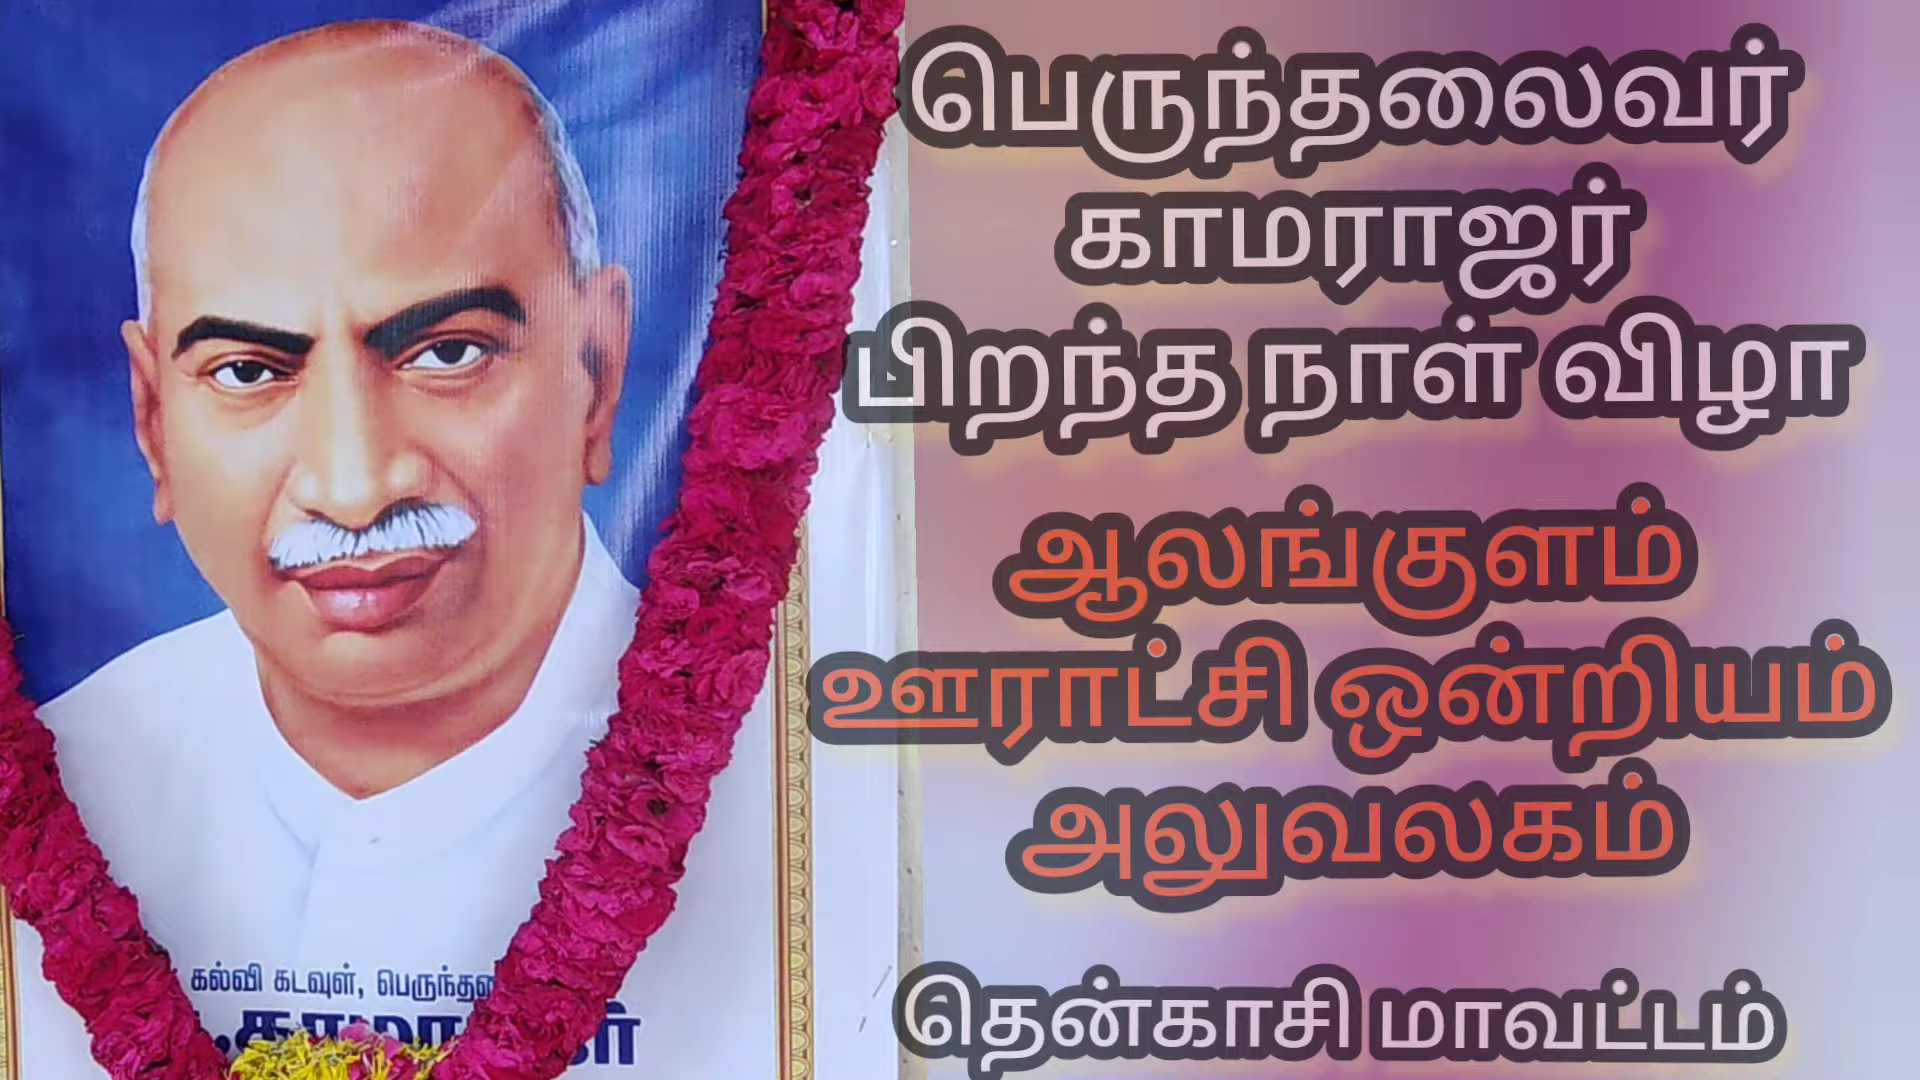 பெருந்தலைவர்
காமராஜர்
பிறந்த நாள் விழா
ஆலங்குளம்
ஊராட்சி ஒன்றியம்
அலுவலகம்
தென்காசி மாவட்டம்
கல்வி கடவுள்,